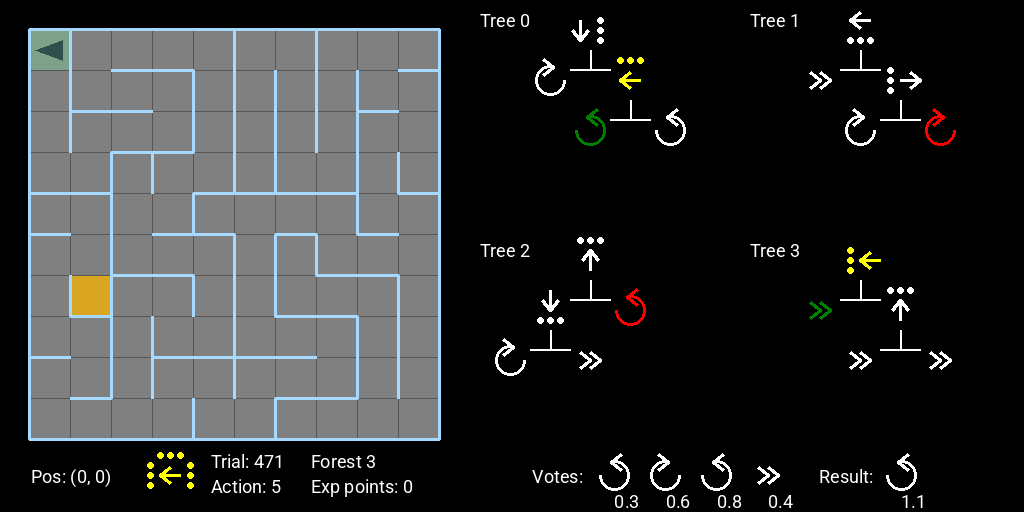 Tree 0
Tree 1
Tree 2
Tree 3
Pos: (0, 0)
Trial: 471
Forest 3
Action: 5
Exp points: 0
Votes:
0.3
0.6
0.8
0.4
Result:
1.1